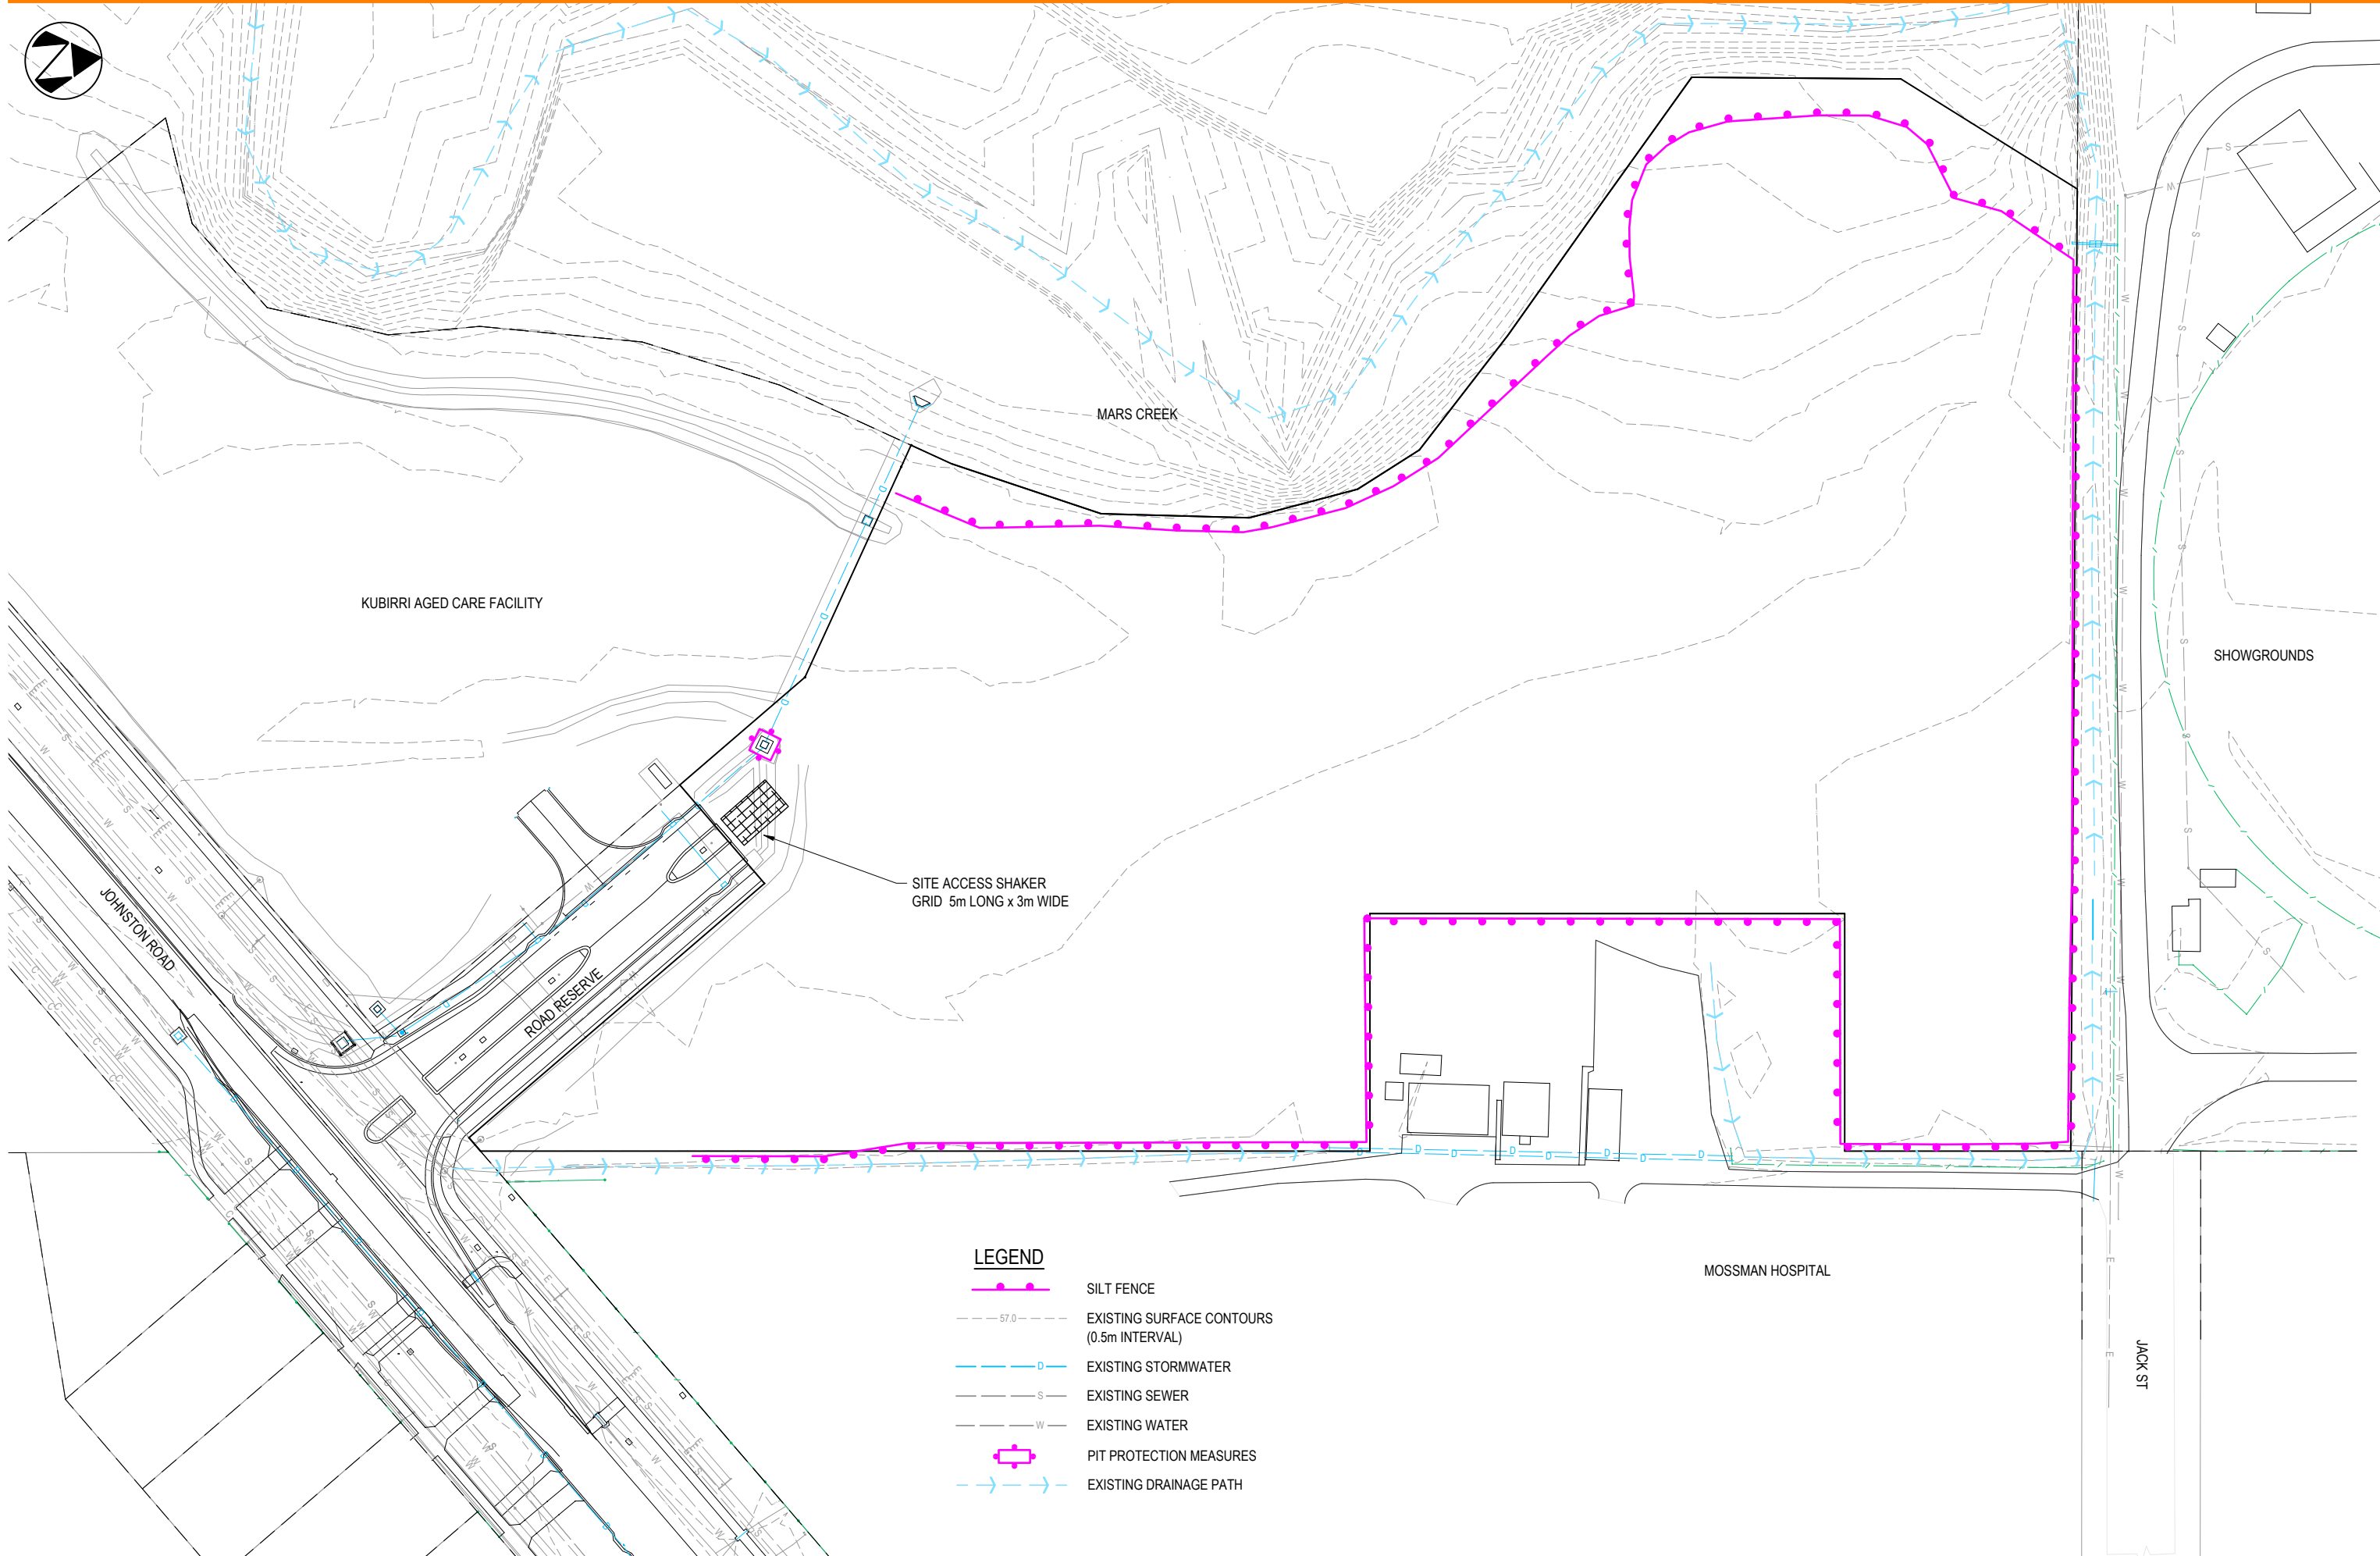 MARS CREEK
KUBIRRI AGED CARE FACILITY
SHOWGROUNDS
SITE ACCESS SHAKER
GRID 5m LONG x 3m WIDE
JOHNSTON ROAD
ROAD RESERVE
MOSSMAN HOSPITAL
JACK ST
LEGEND
SILT FENCE
57.0
EXISTING SURFACE CONTOURS
(0.5m INTERVAL)
D
EXISTING STORMWATER
S
EXISTING SEWER
W
EXISTING WATER
PIT PROTECTION MEASURES
EXISTING DRAINAGE PATH